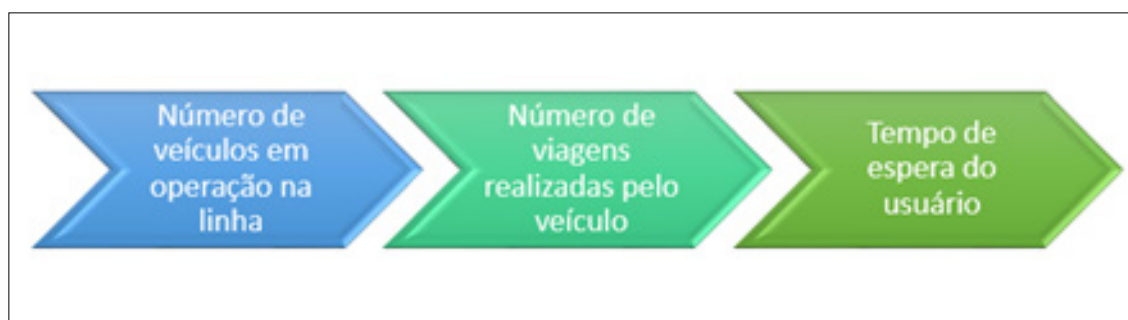 Número de
veículos em
operação na
linha
Número de
viagens
realizadas pelo
veículo
Tempo de
espera do
usuário